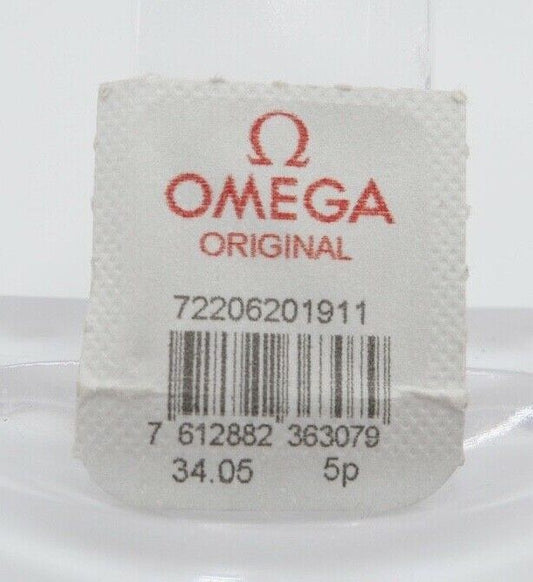 Ω
OMEGA
ORIGINAL
72206201911
7 612882 363079
34.05 5p